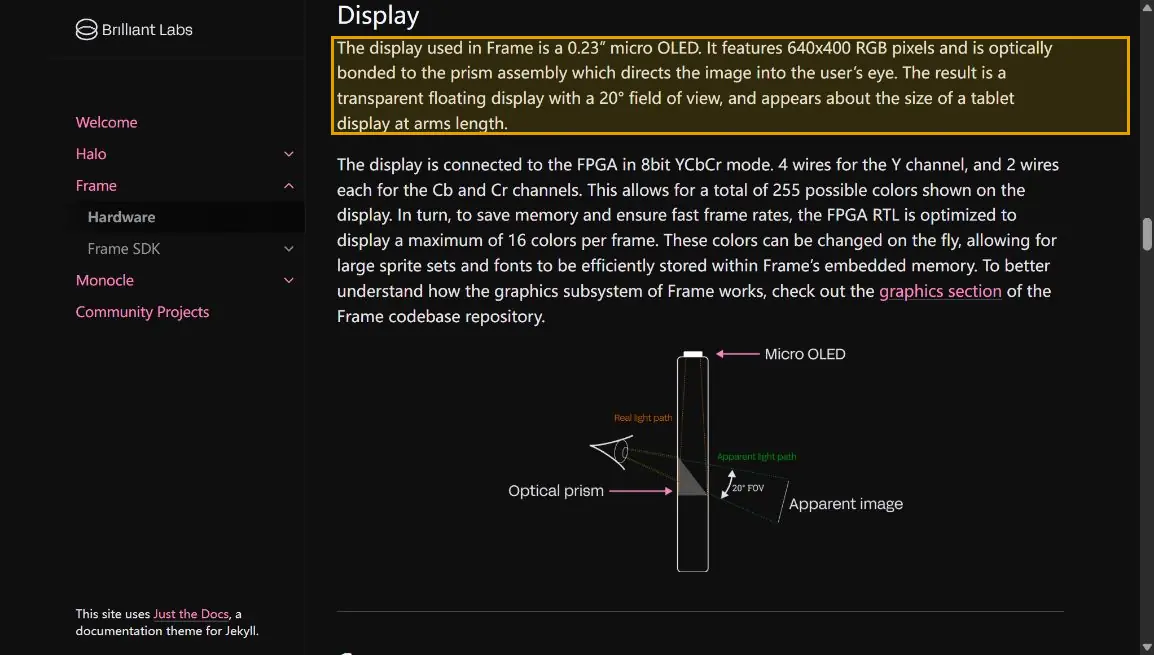 Brilliant Labs
Welcome
Halo
Frame
Hardware
Frame SDK
Monocle
Community Projects
This site uses Just the Docs, a
documentation theme for Jekyll.
Display
The display used in Frame is a 0.23” micro OLED. It features 640x400 RGB pixels and is optically
bonded to the prism assembly which directs the image into the user’s eye. The result is a
transparent floating display with a 20° field of view, and appears about the size of a tablet
display at arms length.
The display is connected to the FPGA in 8bit YCbCr mode. 4 wires for the Y channel, and 2 wires
each for the Cb and Cr channels. This allows for a total of 255 possible colors shown on the
display. In turn, to save memory and ensure fast frame rates, the FPGA RTL is optimized to
display a maximum of 16 colors per frame. These colors can be changed on the fly, allowing for
large sprite sets and fonts to be efficiently stored within Frame’s embedded memory. To better
understand how the graphics subsystem of Frame works, check out the graphics section of the
Frame codebase repository.
Micro OLED
Real light path
Apparent light path
20° FOV
Optical prism
Apparent image